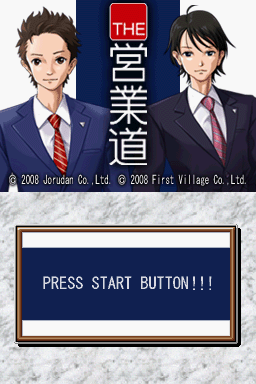 THE
営業道
© 2008 Jorudan Co.,Ltd. © 2008 First Village Co.,Ltd.
PRESS START BUTTON!!!